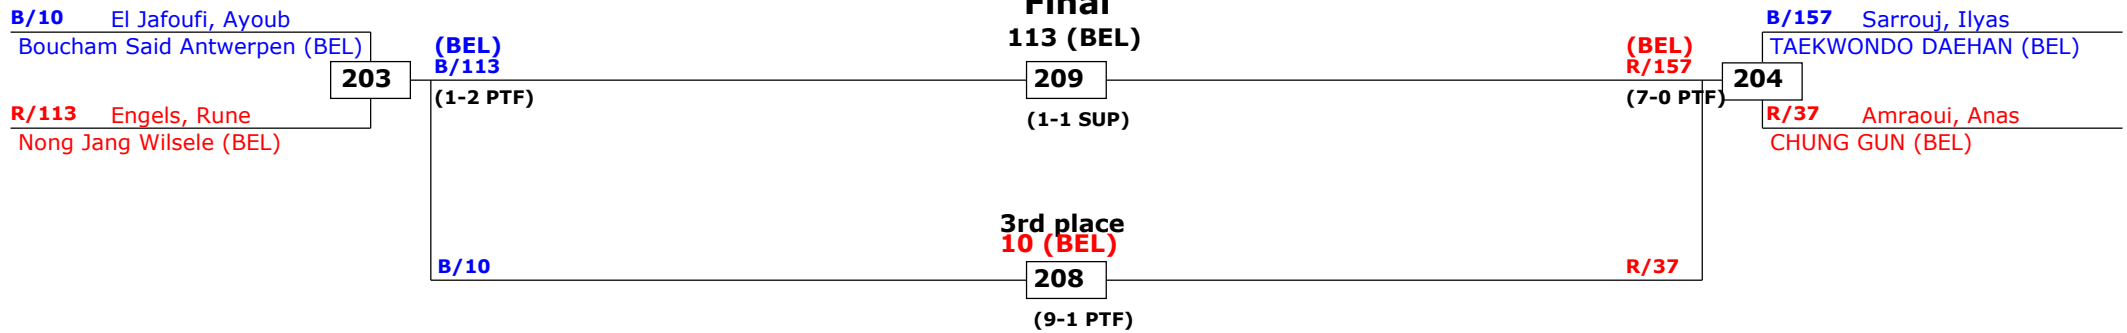 Final
113 (BEL)
B/10 El Jafoufi, Ayoub
Boucham Said Antwerpen (BEL)
203
R/113 Engels, Rune
Nong Jang Wilsele (BEL)
(BEL)
B/113
(1-2 PTF)
209
(1-1 SUP)
(BEL)
R/157
(7-0 PTF)
B/157 Sarrouj, Ilyas
TAEKWONDO DAEHAN (BEL)
204
R/37 Amraoui, Anas
CHUNG GUN (BEL)
3rd place
10 (BEL)
B/10
208
R/37
(9-1 PTF)